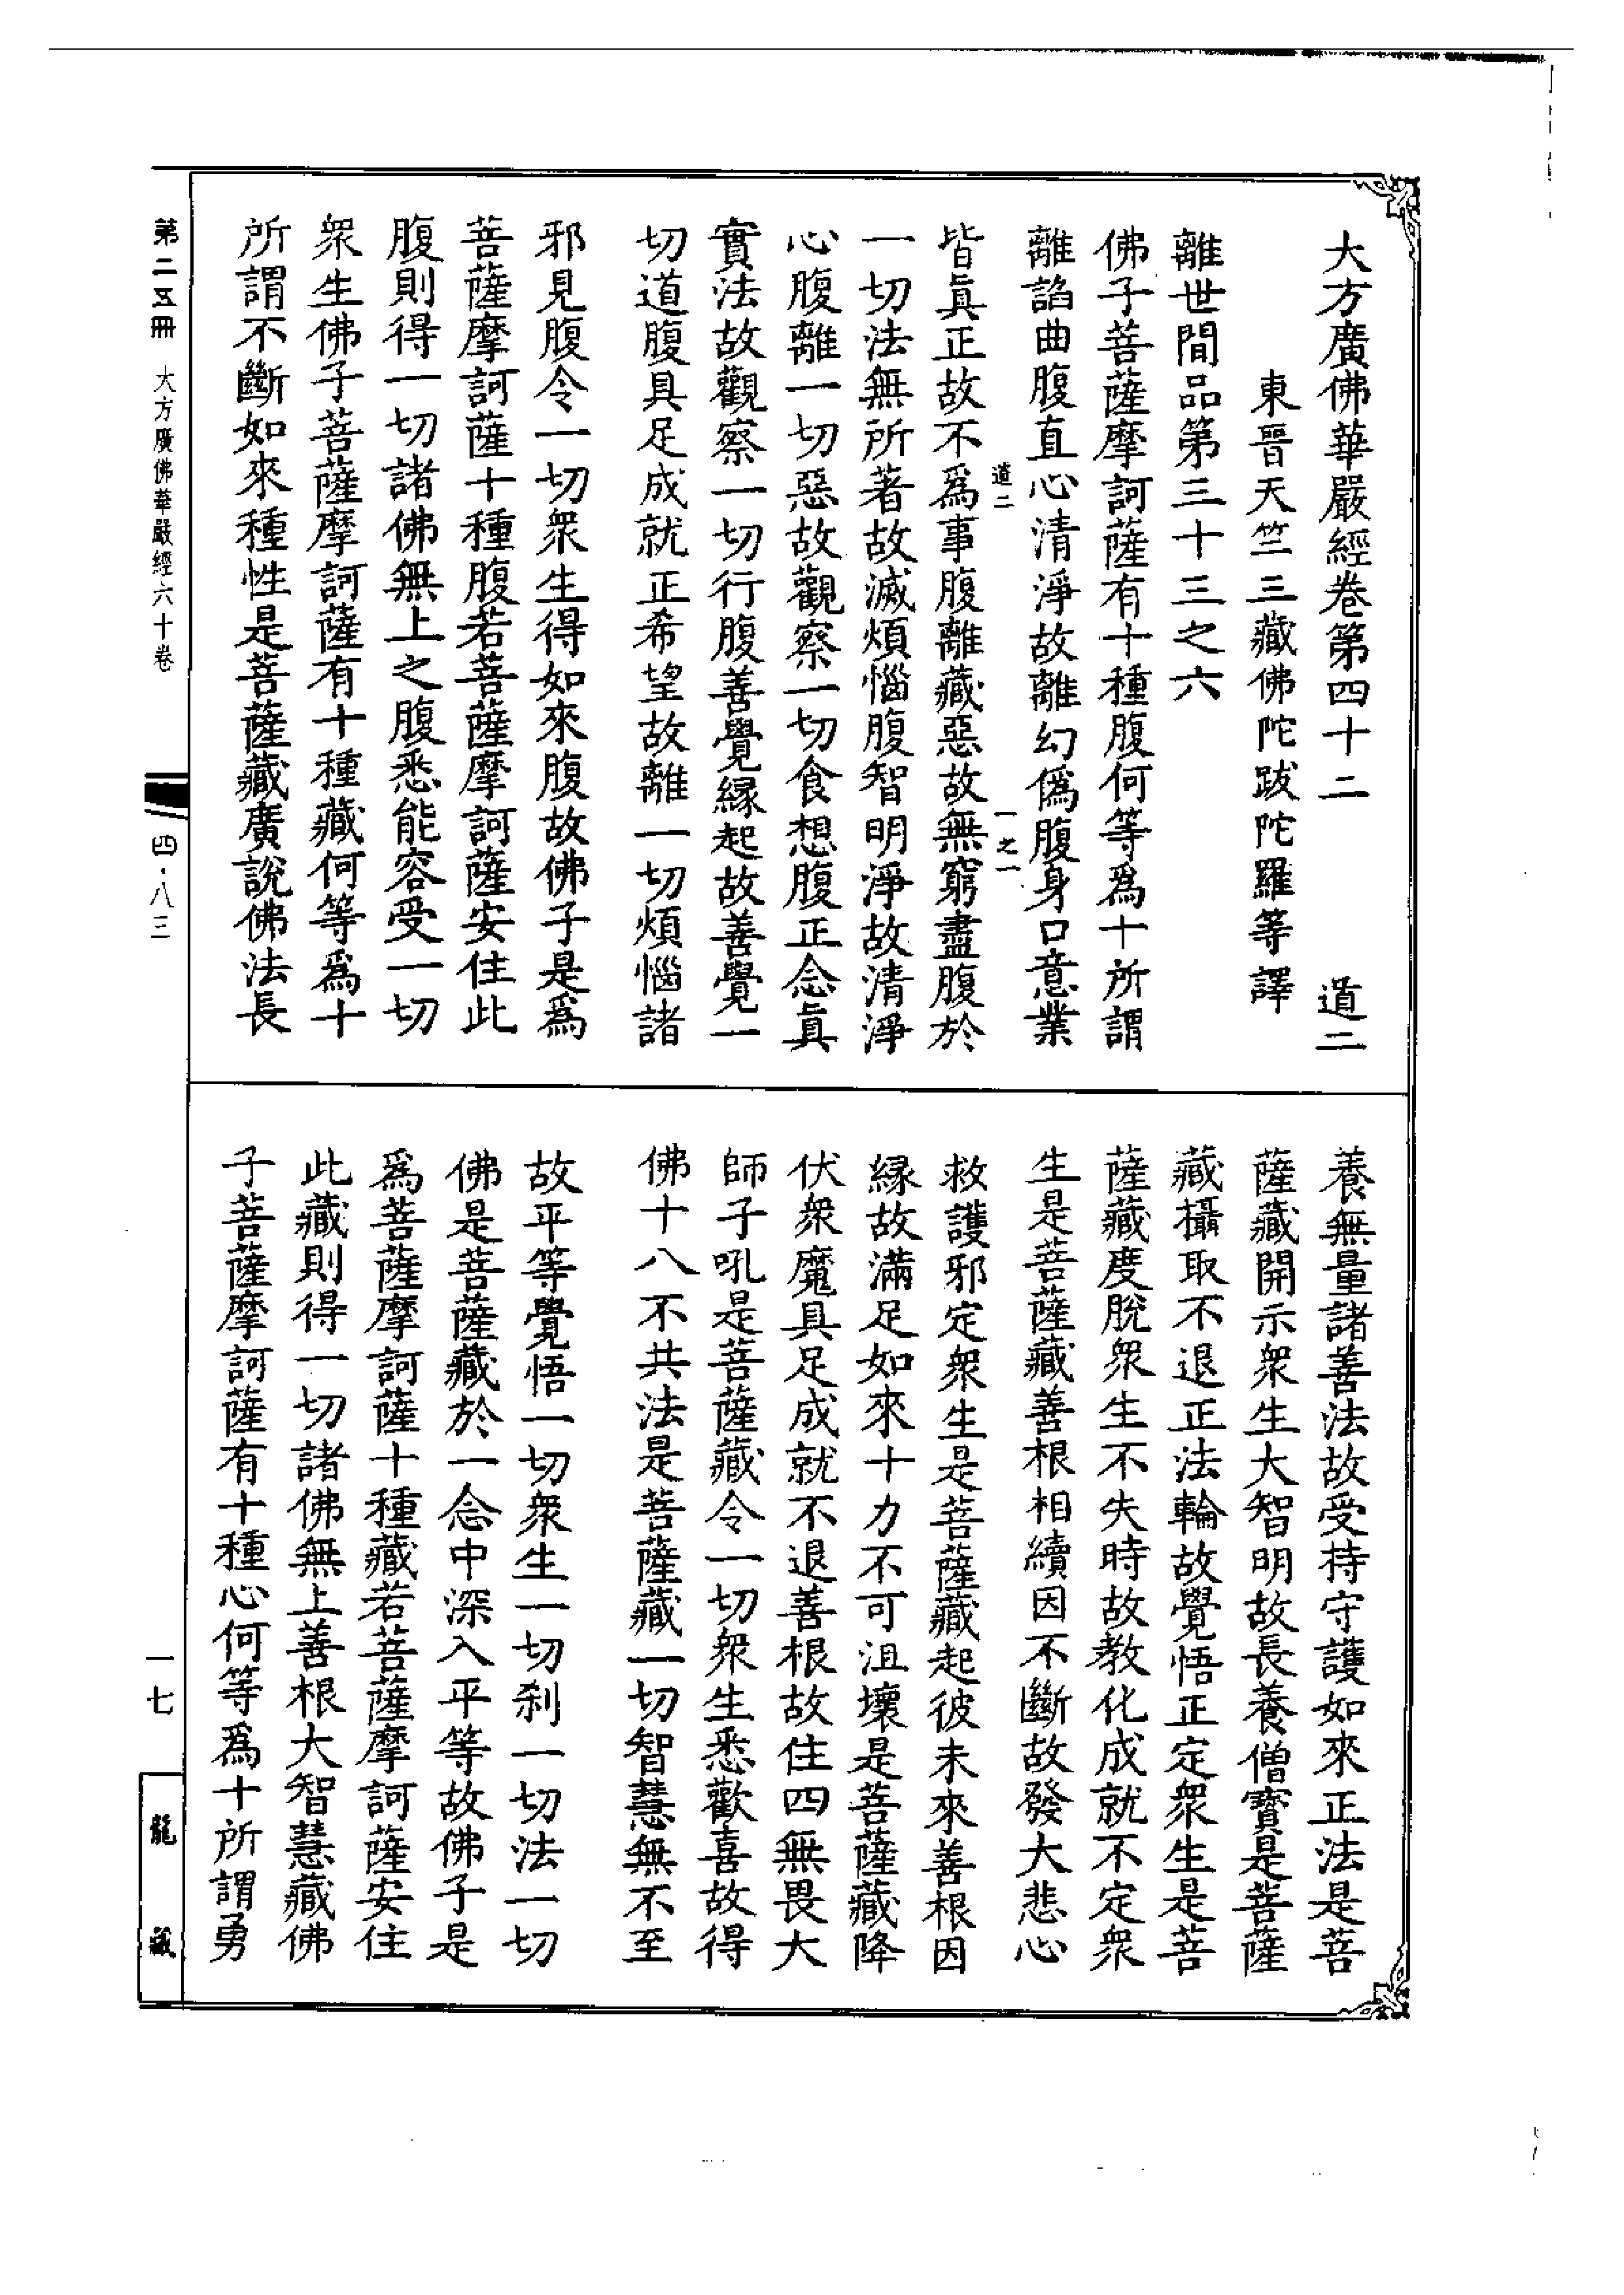 大方廣佛華嚴經卷第四十二 道二
東晉天竺三藏佛陀跋陀羅等譯
離世間品第三十三之六
佛子菩薩摩訶薩有十種腹何等爲十所謂
離諂曲腹直心清淨故離幻僞腹身口意業
道二 一之一
皆眞正故不爲事腹離藏惡故無窮盡腹於
一切法無所著故滅煩惱腹智明淨故清淨
心腹離一切惡故觀察一切食想腹正念眞
實法故觀察一切行腹善覺緣起故善覺一
切道腹具足成就正希望故離一切煩惱諸
邪見腹令一切衆生得如來腹故佛子是爲
菩薩摩訶薩十種腹若菩薩摩訶薩安住此
腹則得一切諸佛無上之腹悉能容受一切
衆生佛子菩薩摩訶薩有十種藏何等爲十
所謂不斷如來種性是菩薩藏廣說佛法長
養無量諸善法故受持守護如來正法是菩
薩藏開示衆生大智明故長養僧寶是菩薩
藏攝取不退正法輪故覺悟正定衆生是菩
薩藏度脫衆生不失時故教化成就不定衆
生是菩薩藏善根相續因不斷故發大悲心
救護邪定衆生是菩薩藏起彼未來善根因
緣故滿足如來十力不可沮壞是菩薩藏降
伏衆魔具足成就不退善根故住四無畏大
師子吼是菩薩藏令一切衆生悉歡喜故得
佛十八不共法是菩薩藏一切智慧無不至
故平等覺悟一切衆生一切刹一切法一切
佛是菩薩藏於一念中深入平等故佛子是
爲菩薩摩訶薩十種藏若菩薩摩訶薩安住
此藏則得一切諸佛無上善根大智慧藏佛
子菩薩摩訶薩有十種心何等爲十所謂勇
第二五冊 大方廣佛華嚴經六十卷
四·八三
一七
龍藏